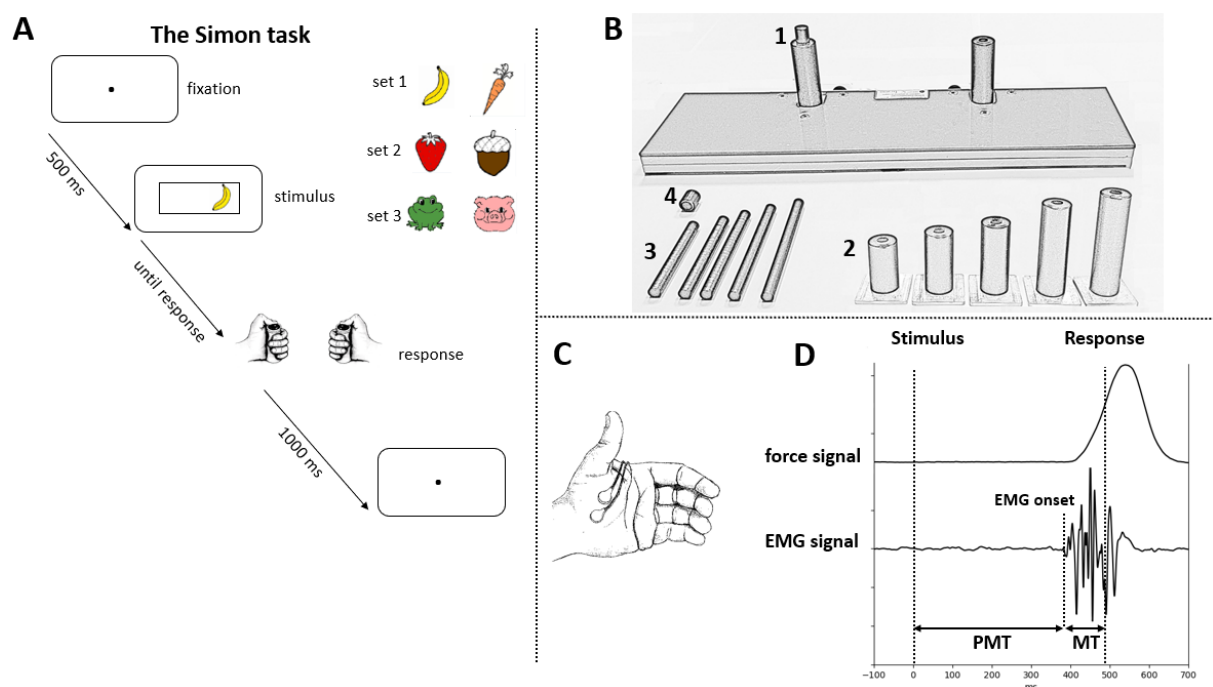 A
The Simon task
fixation
500 ms
stimulus
until response
response
1000 ms
set 1
set 2
set 3
B
1
2
3
4
C
D
Stimulus
Response
force signal
EMG onset
EMG signal
PMT
MT
−100 0 100 200 300 400 500 600 700